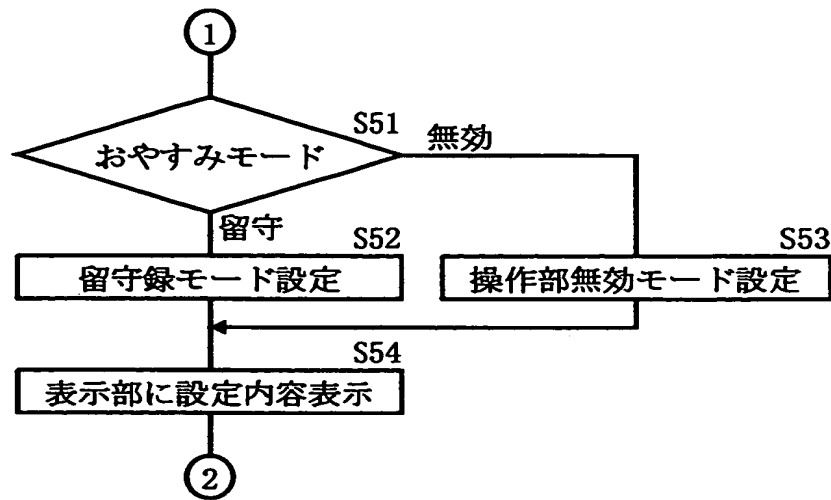 1
S51
おやすみモード
無効
留守
S52
留守録モード設定
S53
操作部無効モード設定
S54
表示部に設定内容表示
2